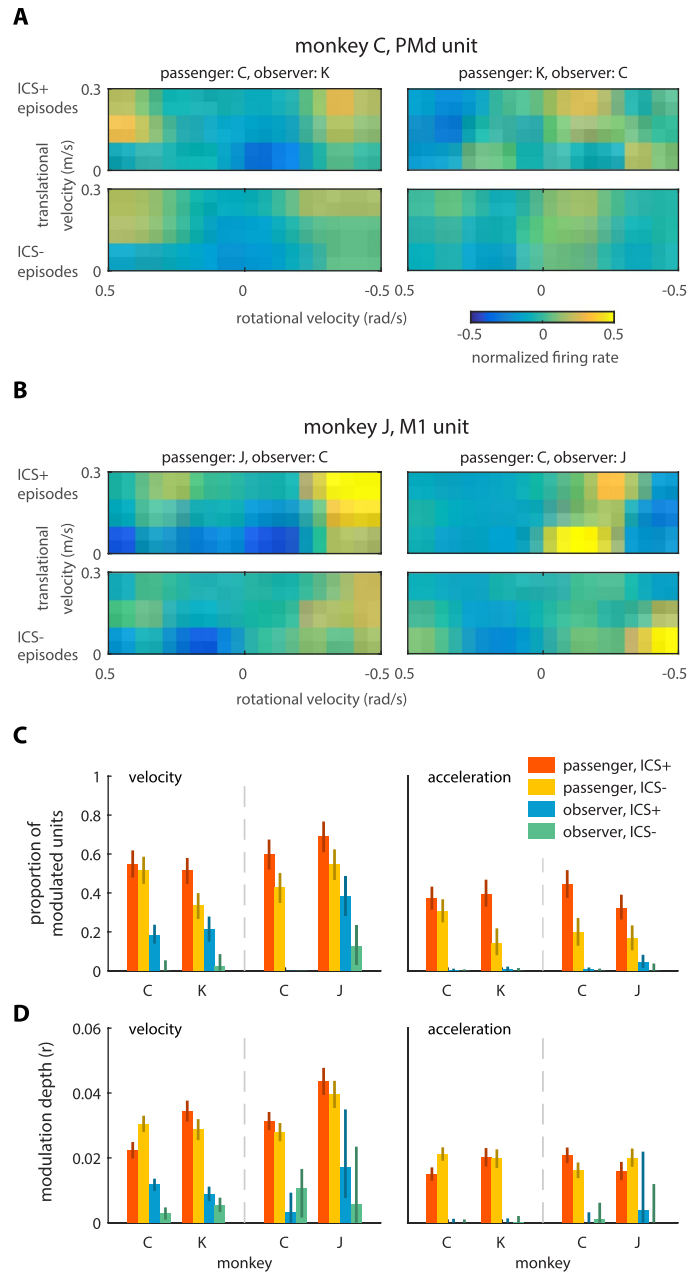 A
monkey C, PMd unit
passenger: C, observer: K
passenger: K, observer: C
ICS+
episodes
0.3
0
translational
velocity (m/s)
0.3
ICS-
episodes
0
0.5
0
-0.5
0.5
0
-0.5
rotational velocity (rad/s)
-0.5
0
0.5
normalized firing rate
B
monkey J, M1 unit
passenger: J, observer: C
passenger: C, observer: J
ICS+
episodes
0.3
0
translational
velocity (m/s)
0.3
ICS-
episodes
0
0.5
0
-0.5
0.5
0
-0.5
rotational velocity (rad/s)
C
velocity
acceleration
passenger, ICS+
passenger, ICS-
observer, ICS+
observer, ICS-
proportion of
modulated units
1
0.8
0.6
0.4
0.2
0
C
K
C
J
C
K
C
J
D
velocity
acceleration
modulation depth (r)
0.06
0.04
0.02
0
C
K
C
J
C
K
C
J
monkey
monkey